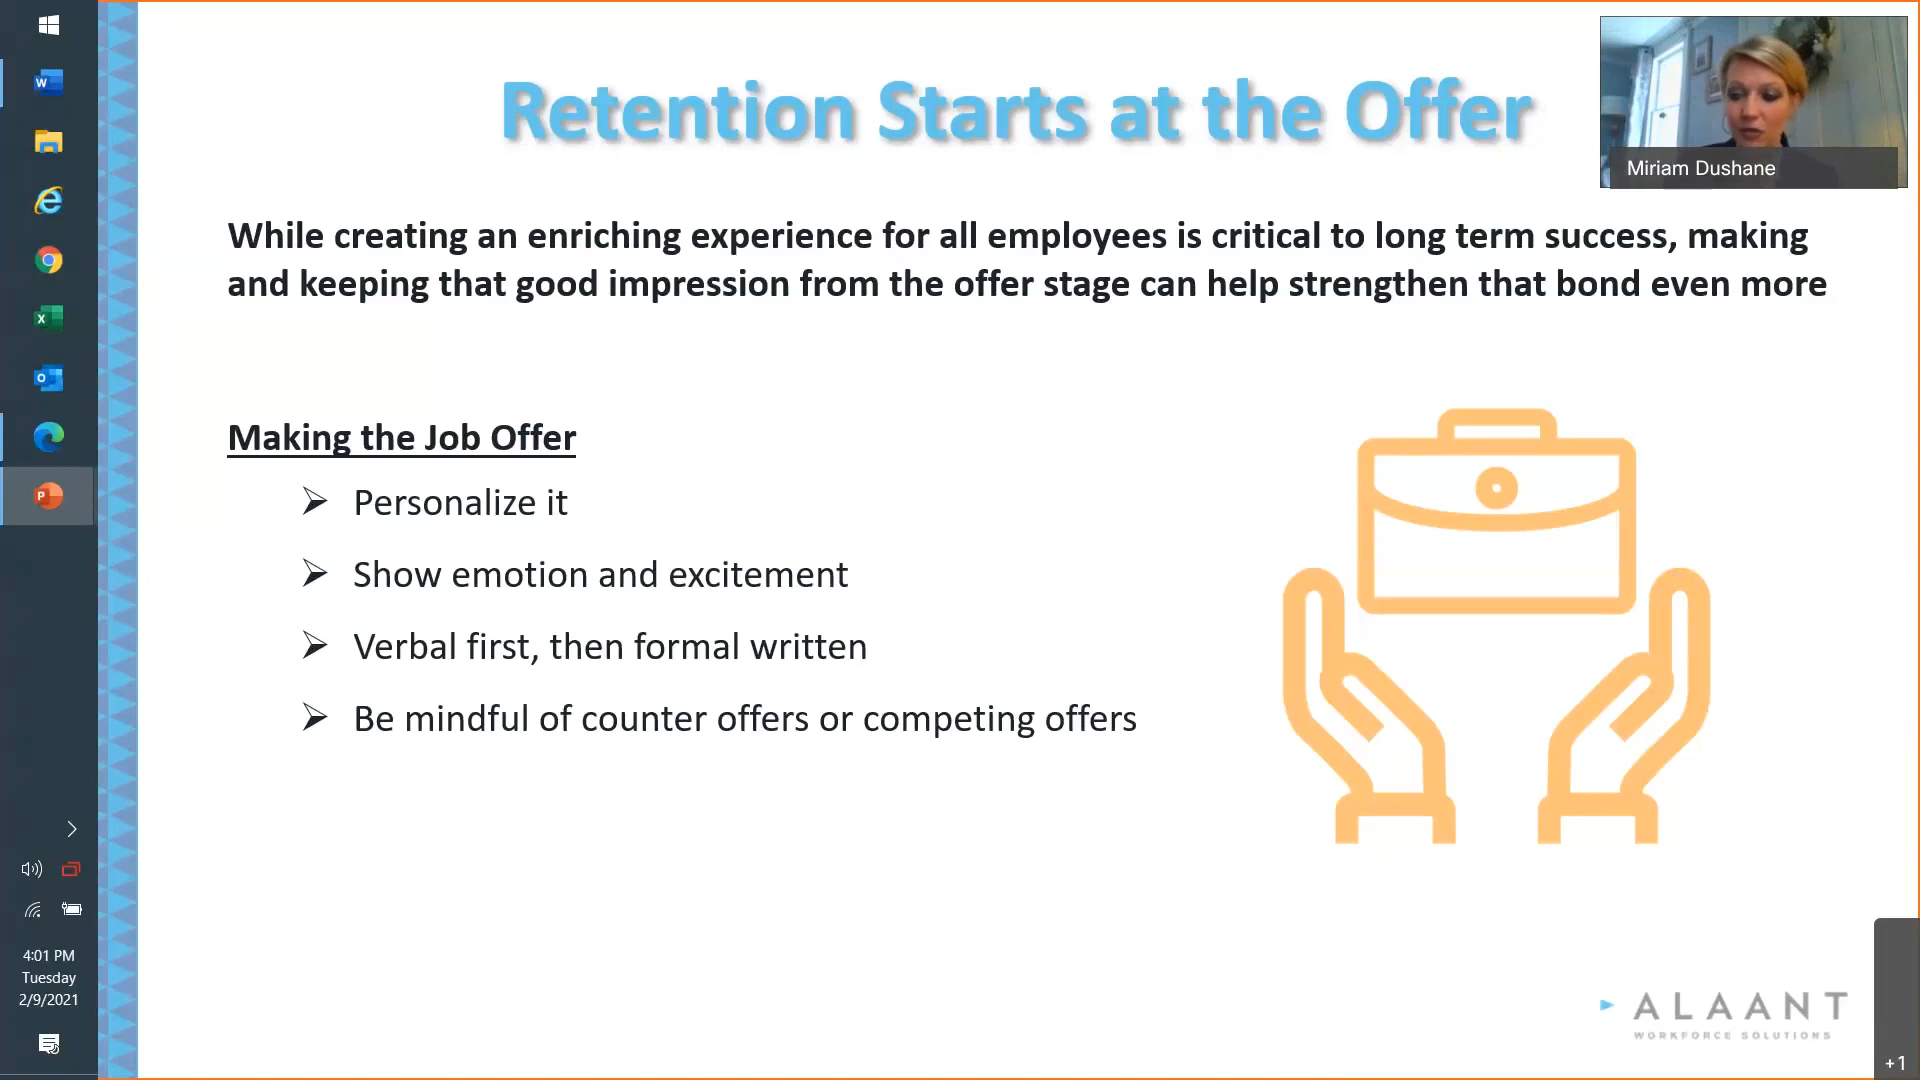 Retention Starts at the Offer
Miriam Dushane
While creating an enriching experience for all employees is critical to long term success, making
and keeping that good impression from the offer stage can help strengthen that bond even more
Making the Job Offer
Personalize it
Show emotion and excitement
Verbal first, then formal written
Be mindful of counter offers or competing offers
4:01 PM
Tuesday
2/9/2021
ALAANT
WORKFORCE SOLUTIONS
+1